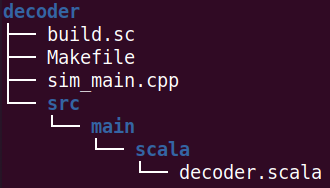 decoder
build.sc
Makefile
sim_main.cpp
src
main
scala
decoder.scala